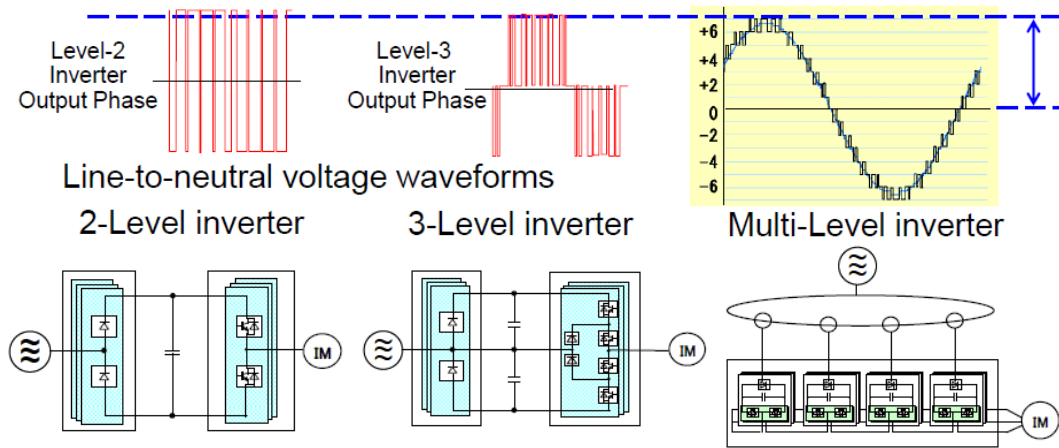 Level-2
Inverter
Output Phase
Level-3
Inverter
Output Phase
+6
+4
+2
0
−2
−4
−6
Line-to-neutral voltage waveforms
2-Level inverter
3-Level inverter
Multi-Level inverter
IM
IM
IM